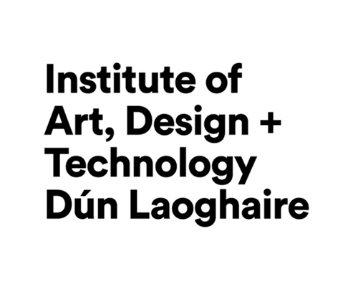 Institute of
Art, Design +
Technology
Dún Laoghaire